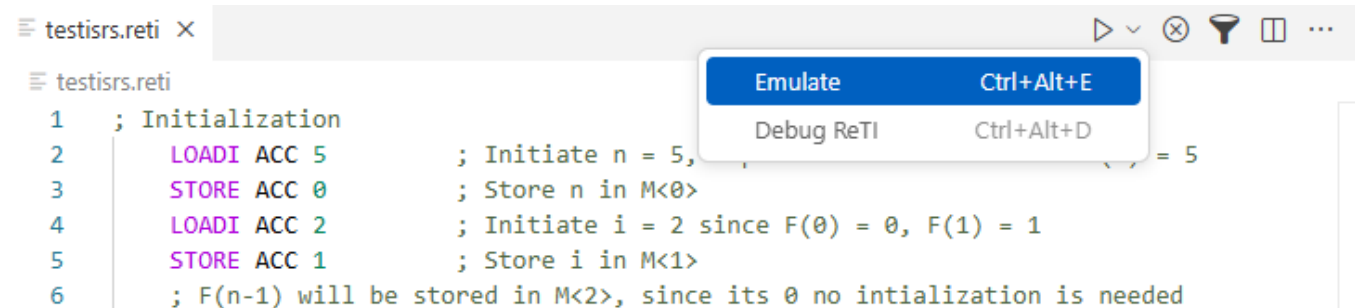 testisrs.reti
testisrs.reti
Emulate Ctrl+Alt+E
Debug ReTI Ctrl+Alt+D
1 ; Initialization
2 LOADI ACC 5 ; Initiate n = 5, = 5
3 STORE ACC 0 ; Store n in M<0>
4 LOADI ACC 2 ; Initiate i = 2 since F(0) = 0, F(1) = 1
5 STORE ACC 1 ; Store i in M<1>
6 ; F(n-1) will be stored in M<2>, since its 0 no intialization is needed